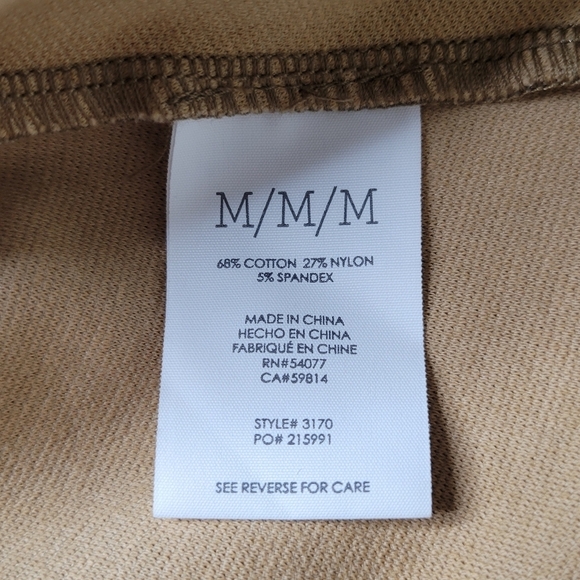 M/M/M
68% COTTON 27% NYLON
5% SPANDEX
MADE IN CHINA
HECHO EN CHINA
FABRIQUÉ EN CHINE
RN#54077
CA#59814
STYLE# 3170
PO# 215991
SEE REVERSE FOR CARE